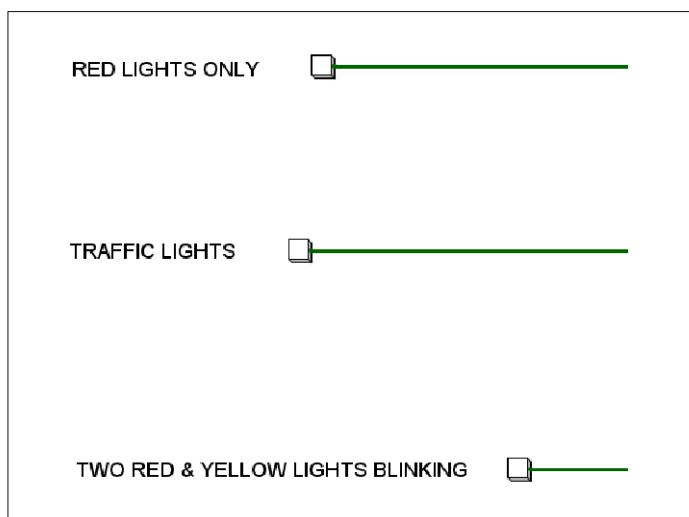 RED LIGHTS ONLY
TRAFFIC LIGHTS
TWO RED & YELLOW LIGHTS BLINKING